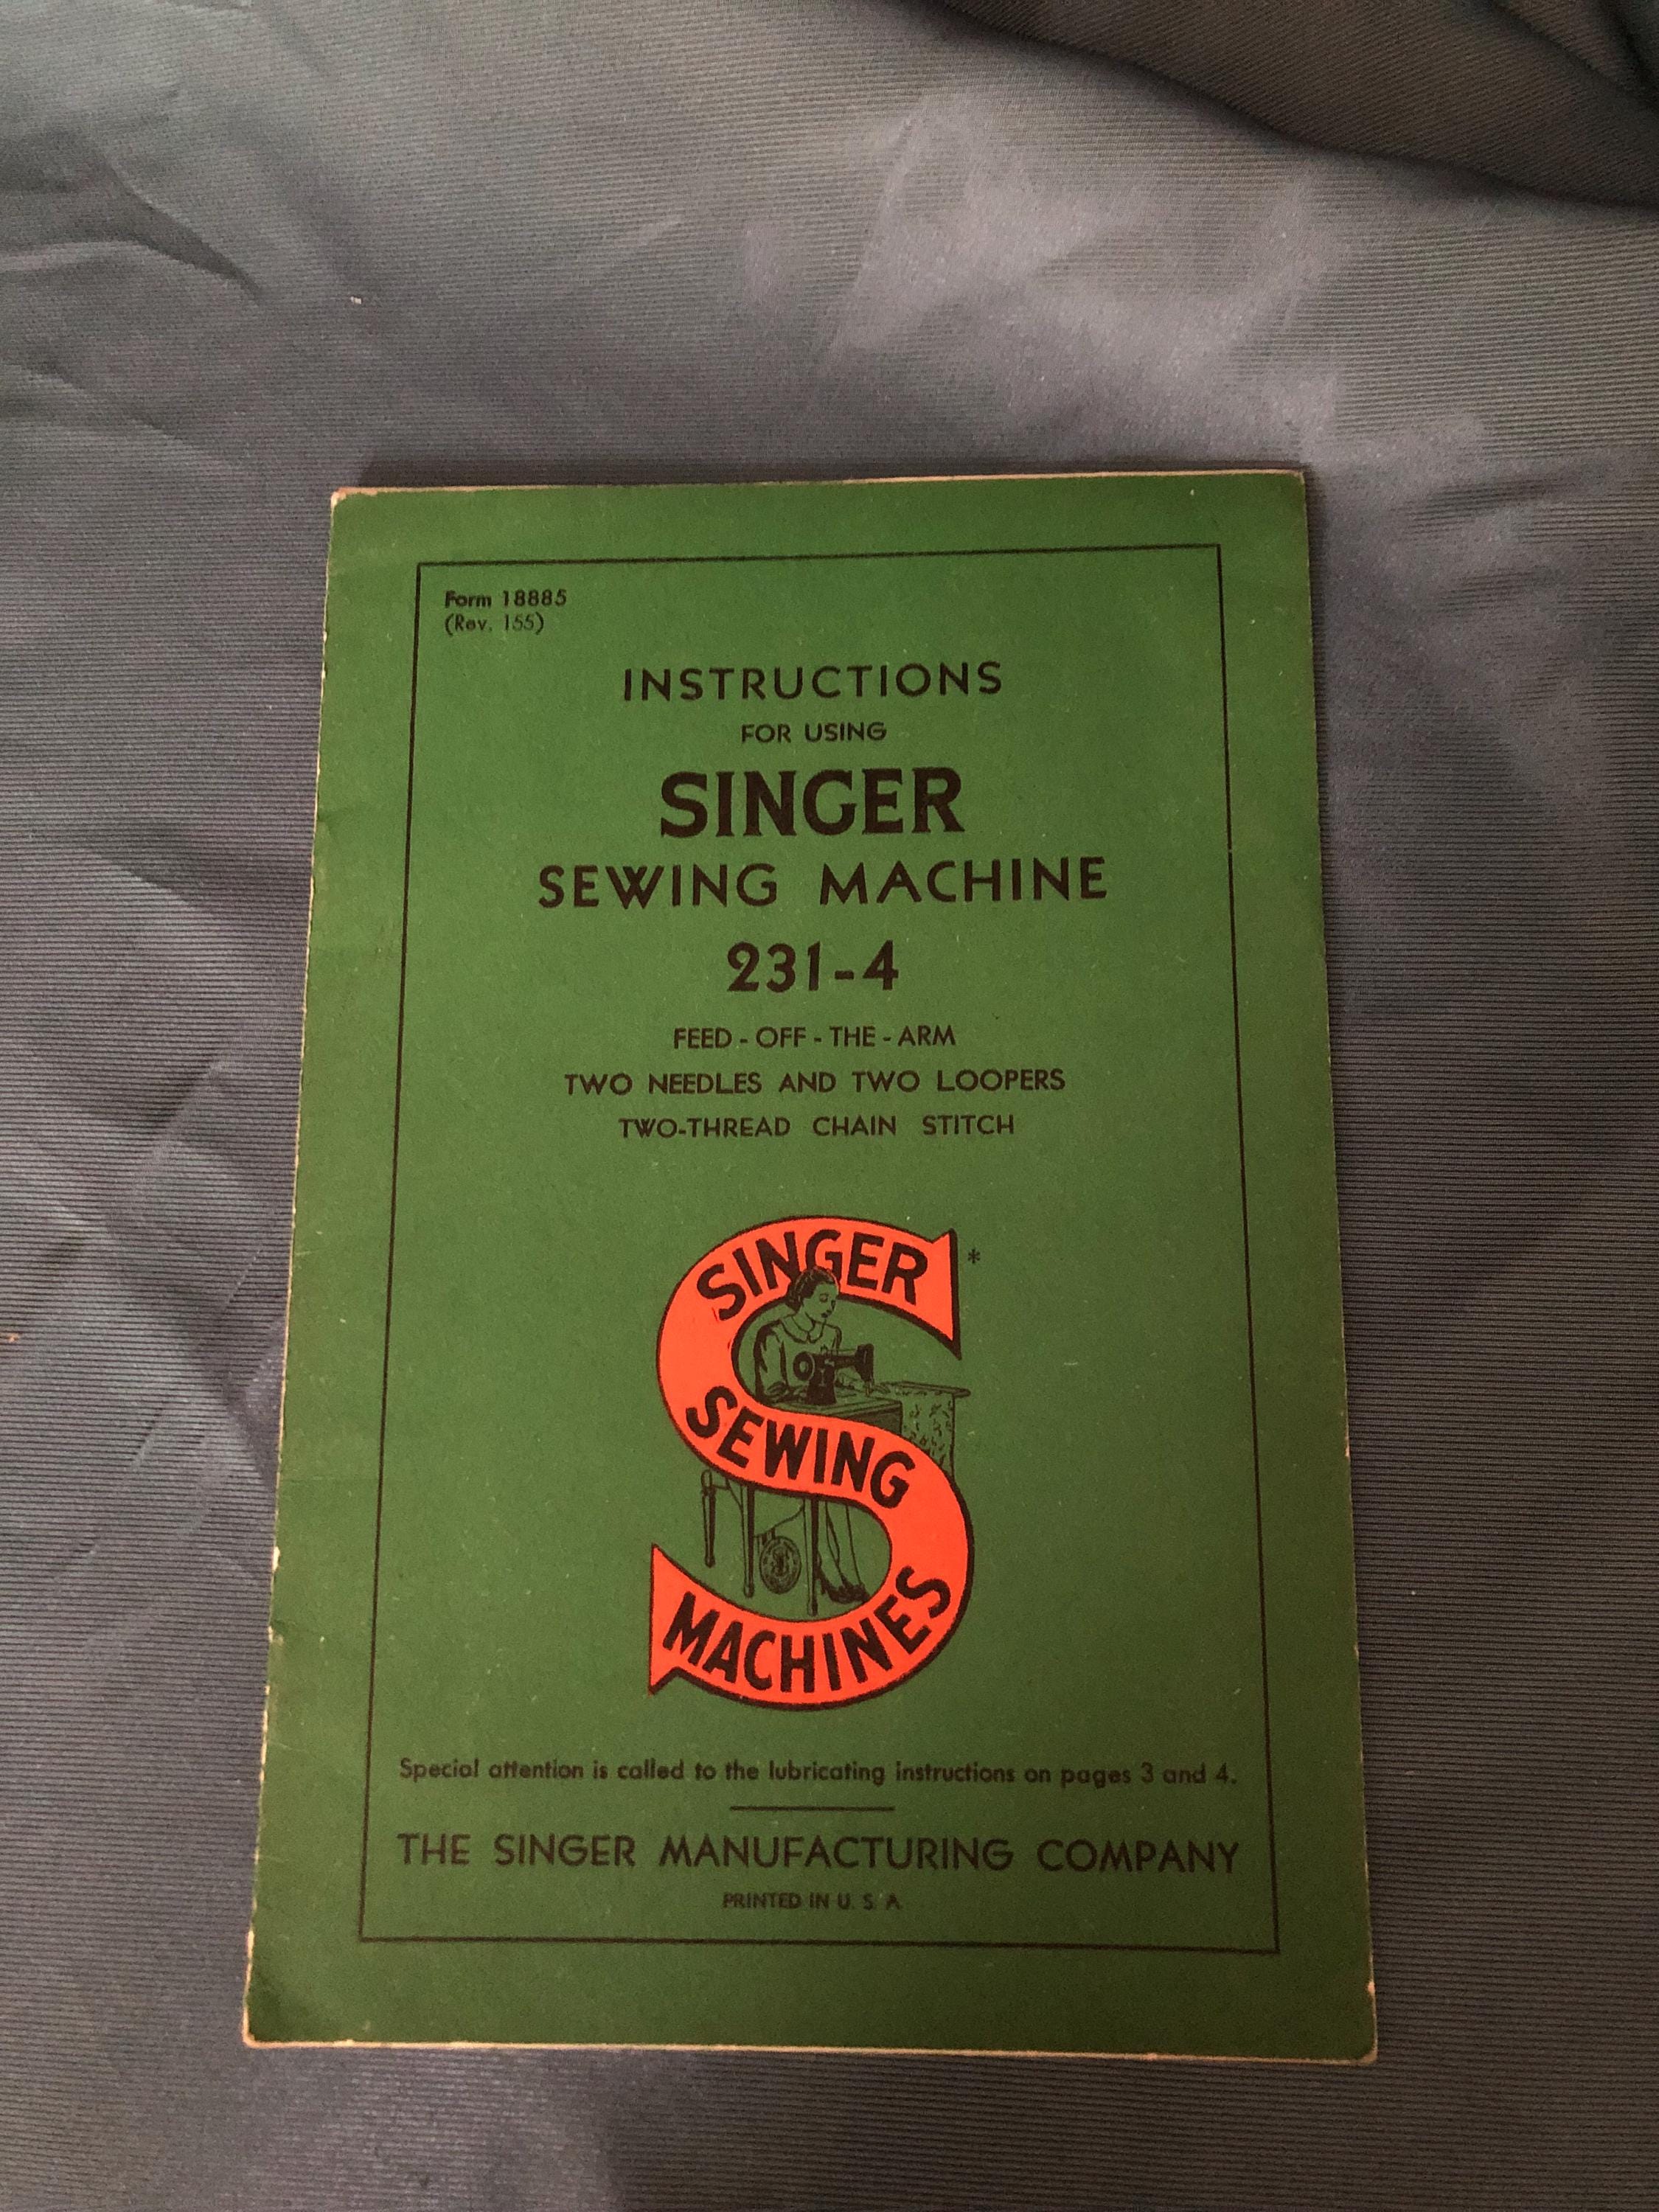 Form 18885
(Rev. 155)
INSTRUCTIONS
FOR USING
SINGER
SEWING MACHINE
231-4
FEED - OFF - THE - ARM
TWO NEEDLES AND TWO LOOPERS
TWO-THREAD CHAIN STITCH
SINGER *
SEWING
MACHINES
Special attention is called to the lubricating instructions on pages 3 and 4.
THE SINGER MANUFACTURING COMPANY
PRINTED IN U. S. A.